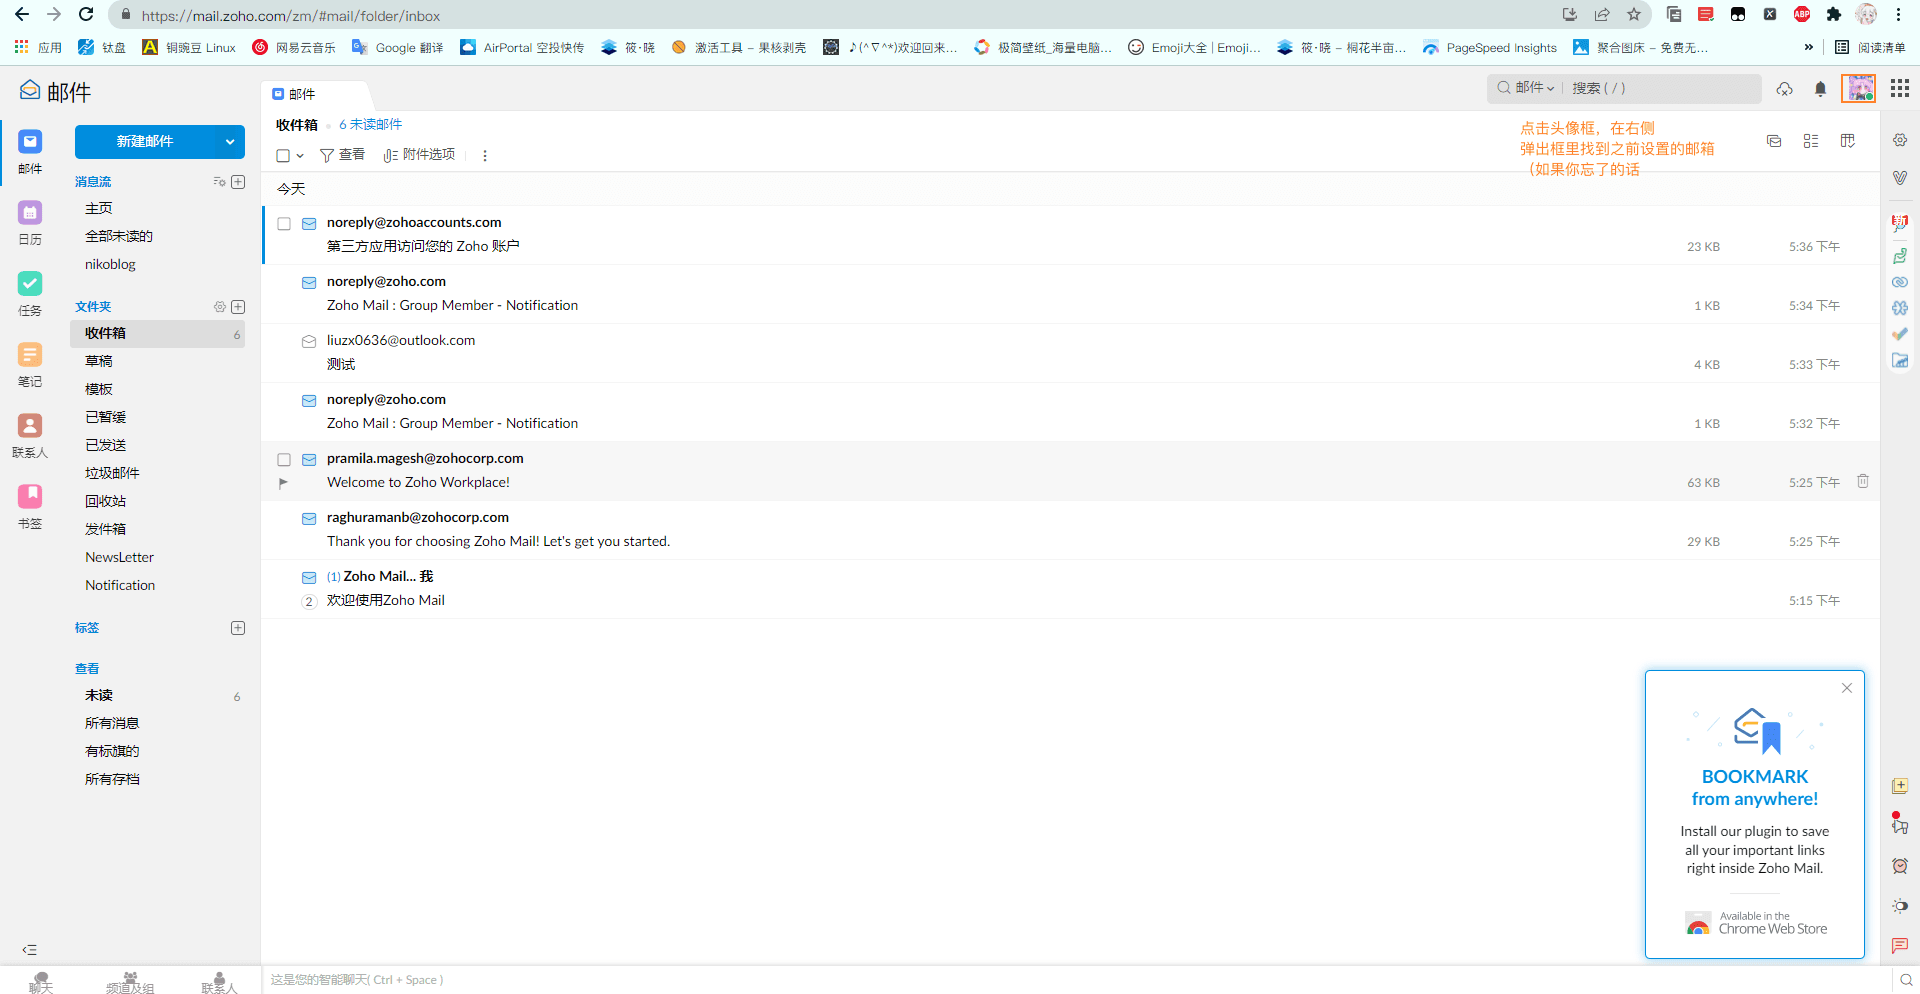 https://mail.zoho.com/zm/#mail/folder/inbox
ABP
应用
钛盘
铜豌豆 Linux
网易云音乐
Google 翻译
AirPortal 空投快传
筱·晓
激活工具 – 果核剥壳
♪(^∇^*)欢迎回来...
极简壁纸_海量电脑...
Emoji大全 | Emoji...
筱·晓 – 桐花半亩...
PageSpeed Insights
聚合图床 – 免费无...
»
阅读清单
邮件
邮件
邮件
搜索 ( / )
收件箱
6 未读邮件
点击头像框，在右侧
弹出框里找到之前设置的邮箱
（如果你忘了的话
新建邮件
查看
附件选项
邮件
日历
任务
笔记
联系人
书签
消息流
主页
全部未读的
nikoblog
文件夹
收件箱
6
草稿
模板
已暂缓
已发送
垃圾邮件
回收站
发件箱
NewsLetter
Notification
标签
查看
未读
6
所有消息
有标旗的
所有存档
今天
noreply@zohoaccounts.com
第三方应用访问您的 Zoho 账户
23 KB
5:36 下午
noreply@zoho.com
Zoho Mail : Group Member - Notification
1 KB
5:34 下午
liuzx0636@outlook.com
测试
4 KB
5:33 下午
noreply@zoho.com
Zoho Mail : Group Member - Notification
1 KB
5:32 下午
pramila.magesh@zohocorp.com
Welcome to Zoho Workplace!
63 KB
5:25 下午
raghuramanb@zohocorp.com
Thank you for choosing Zoho Mail! Let's get you started.
29 KB
5:25 下午
(1) Zoho Mail... 我
2
欢迎使用Zoho Mail
5:15 下午
新
BOOKMARK
from anywhere!
Install our plugin to save
all your important links
right inside Zoho Mail.
Available in the
Chrome Web Store
聊天
频道及组
联系人
这是您的智能聊天( Ctrl + Space )